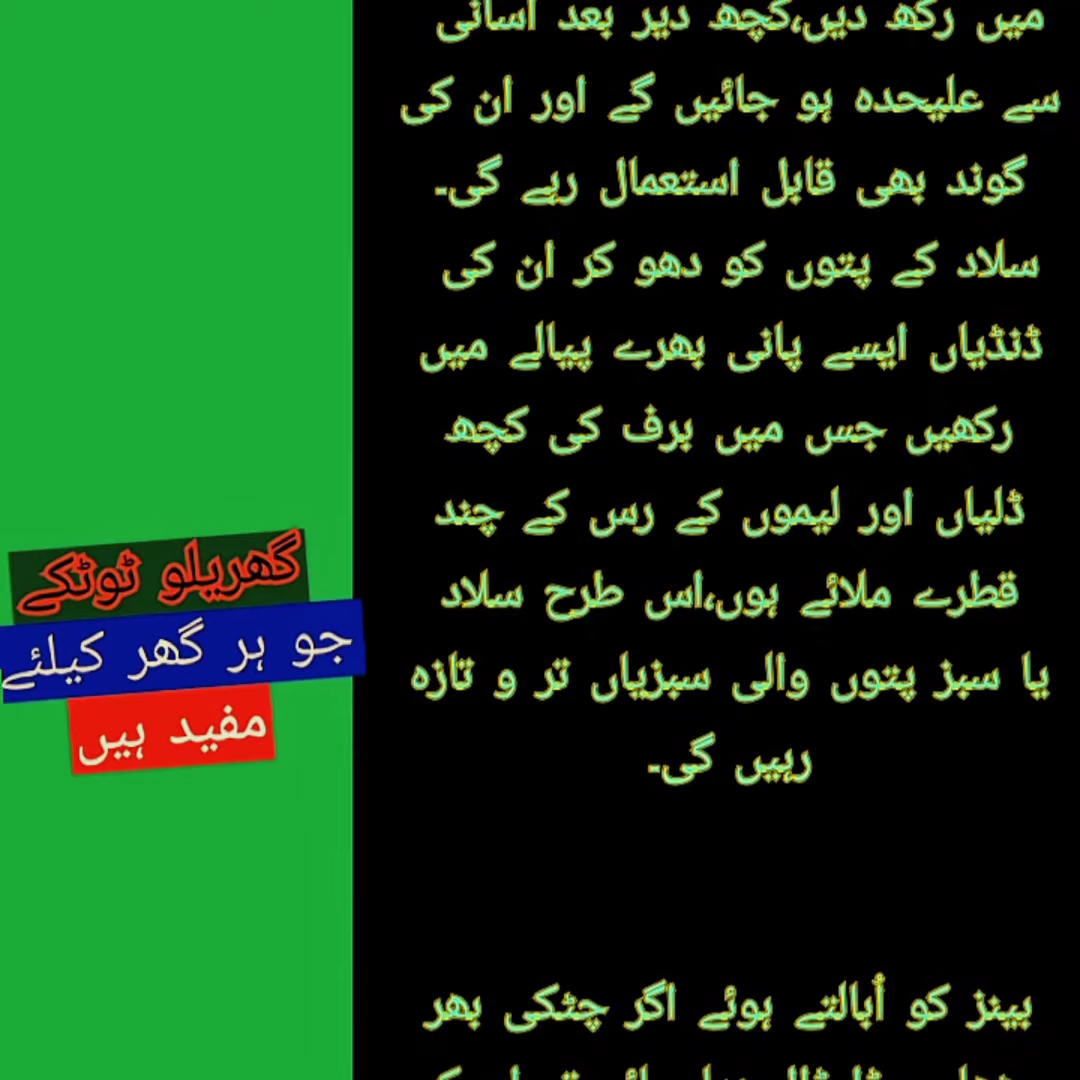 میں رکھ دیں،کچھ دیر بعد آسانی
سے علیحدہ ہو جائیں گے اور ان کی
گوند بھی قابل استعمال رہے گی۔
سلاد کے پتوں کو دھو کر ان کی
ڈنڈیاں ایسے پانی بھرے پیالے میں
رکھیں جس میں برف کی کچھ
ڈلیاں اور لیموں کے رس کے چند
قطرے ملائے ہوں،اس طرح سلاد
یا سبز پتوں والی سبزیاں تر و تازہ
رہیں گی۔
بینز کو اُبالتے ہوئے اگر چٹکی بھر
گھریلو ٹوٹکے
جو ہر گھر کیلئے
مفید ہیں